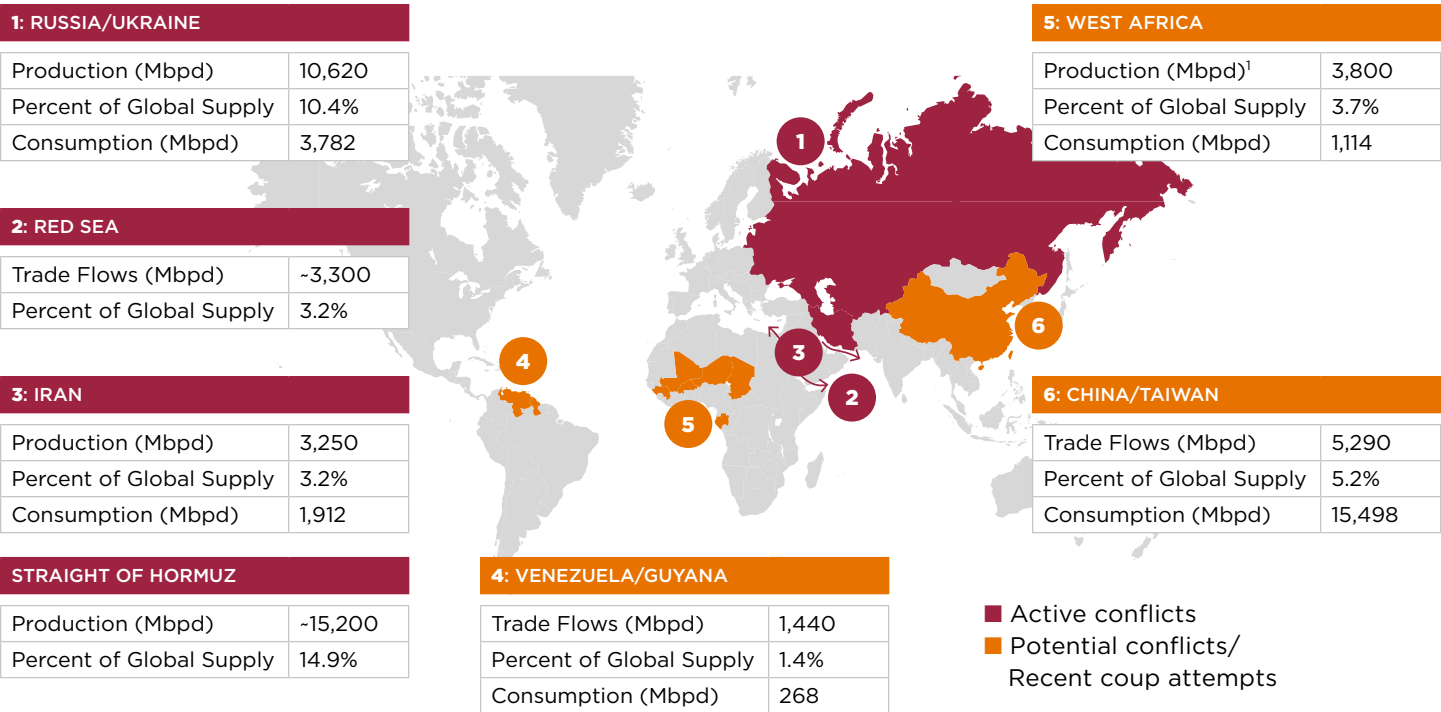 1: RUSSIA/UKRAINE
Production (Mbpd) 10,620
Percent of Global Supply 10.4%
Consumption (Mbpd) 3,782
2: RED SEA
Trade Flows (Mbpd) ~3,300
Percent of Global Supply 3.2%
3: IRAN
Production (Mbpd) 3,250
Percent of Global Supply 3.2%
Consumption (Mbpd) 1,912
STRAIGHT OF HORMUZ
Production (Mbpd) ~15,200
Percent of Global Supply 14.9%
1
3
2
4
5
6
4: VENEZUELA/GUYANA
Trade Flows (Mbpd) 1,440
Percent of Global Supply 1.4%
Consumption (Mbpd) 268
5: WEST AFRICA
Production (Mbpd)¹ 3,800
Percent of Global Supply 3.7%
Consumption (Mbpd) 1,114
6: CHINA/TAIWAN
Trade Flows (Mbpd) 5,290
Percent of Global Supply 5.2%
Consumption (Mbpd) 15,498
Active conflicts
Potential conflicts/
Recent coup attempts